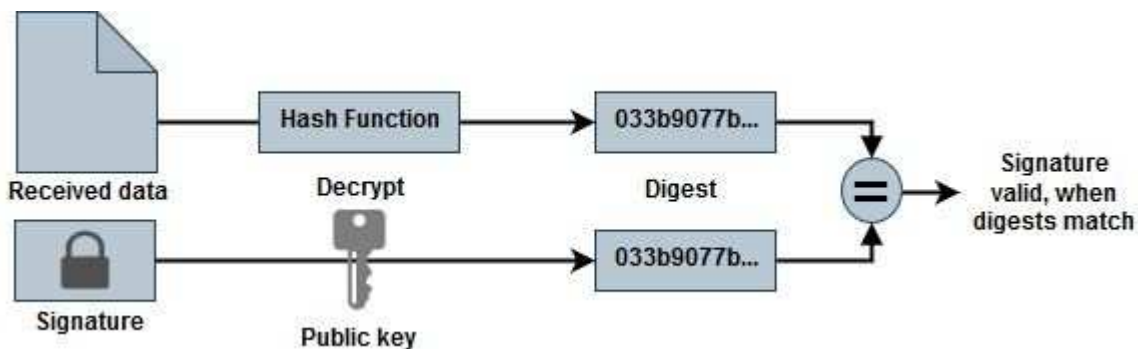 Hash Function
033b9077b...
Received data
Decrypt
Digest
=
Signature
valid, when
digests match
033b9077b...
Signature
Public key